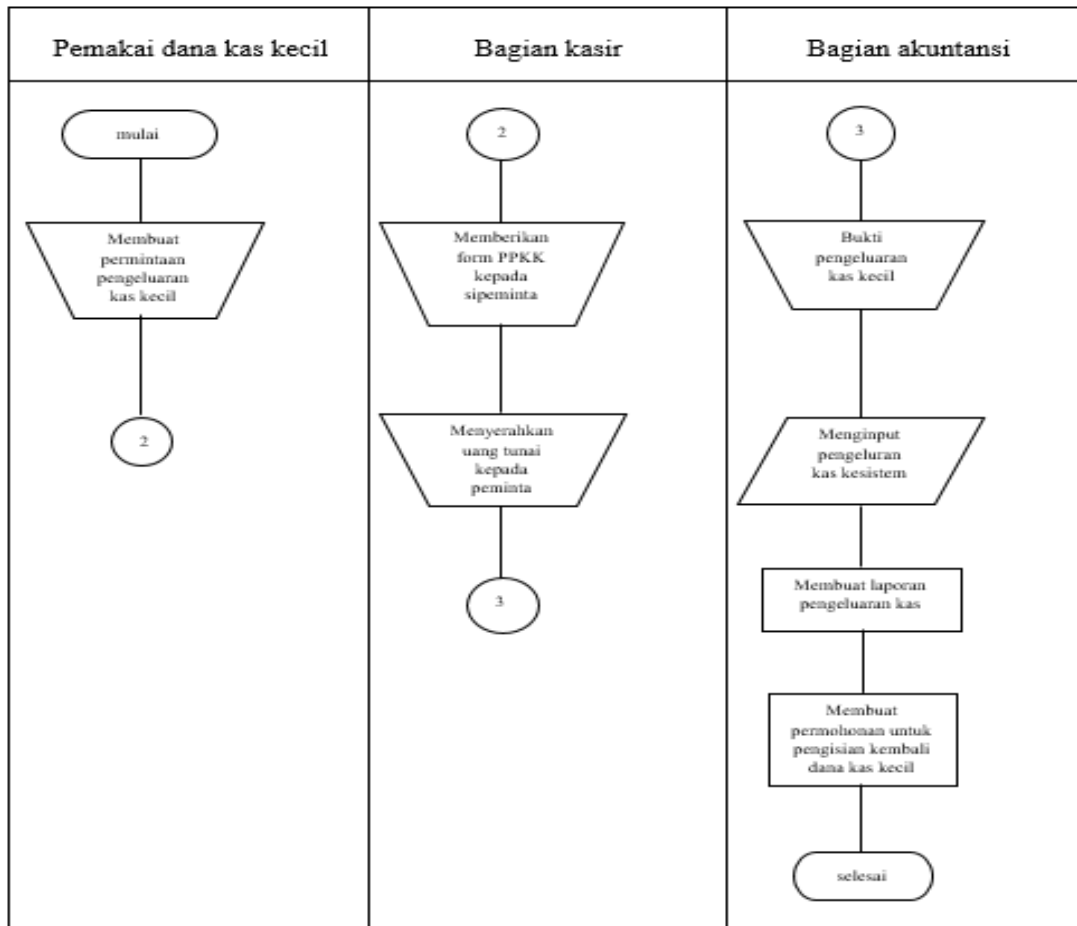 Pemakai dana kas kecil
Bagian kasir
Bagian akuntansi
mulai
Membuat
permintaan
pengeluaran
kas kecil
2
2
Memberikan
form PPKK
kepada
sipeminta
Menyerahkan
uang tunai
kepada
peminta
3
3
Bukti
pengeluaran
kas kecil
Menginput
pengeluran
kas kesistem
Membuat laporan
pengeluaran kas
Membuat
permohonan untuk
pengisian kembali
dana kas kecil
selesai